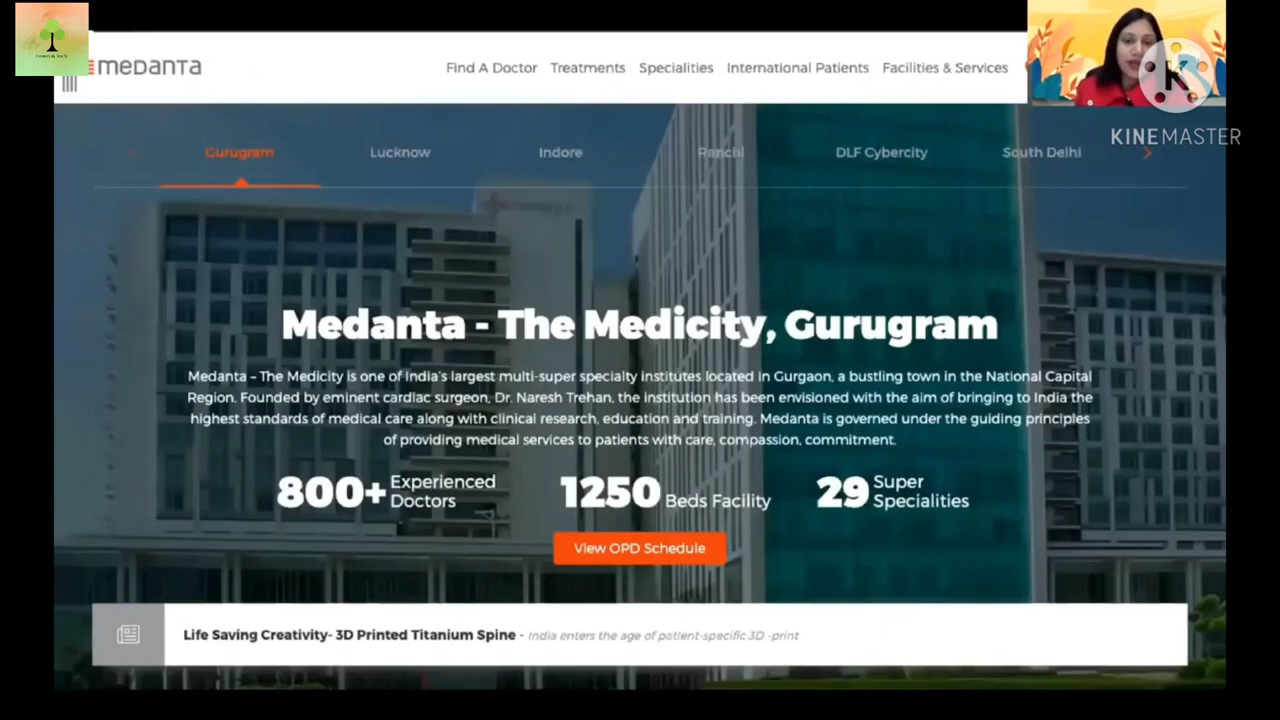 medanta
Find A Doctor Treatments Specialities International Patients Facilities & Services
KINEMASTER
Gurugram Lucknow Indore Ranchi DLF Cybercity South Delhi
Medanta - The Medicity, Gurugram
Medanta – The Medicity is one of India's largest multi-super specialty institutes located in Gurgaon, a bustling town in the National Capital
Region. Founded by eminent cardiac surgeon, Dr. Naresh Trehan, the institution has been envisioned with the aim of bringing to India the
highest standards of medical care along with clinical research, education and training. Medanta is governed under the guiding principles
of providing medical services to patients with care, compassion, commitment.
800+ Experienced Doctors
1250 Beds Facility
29 Super Specialities
View OPD Schedule
Life Saving Creativity- 3D Printed Titanium Spine - India enters the age of patient-specific 3D -print